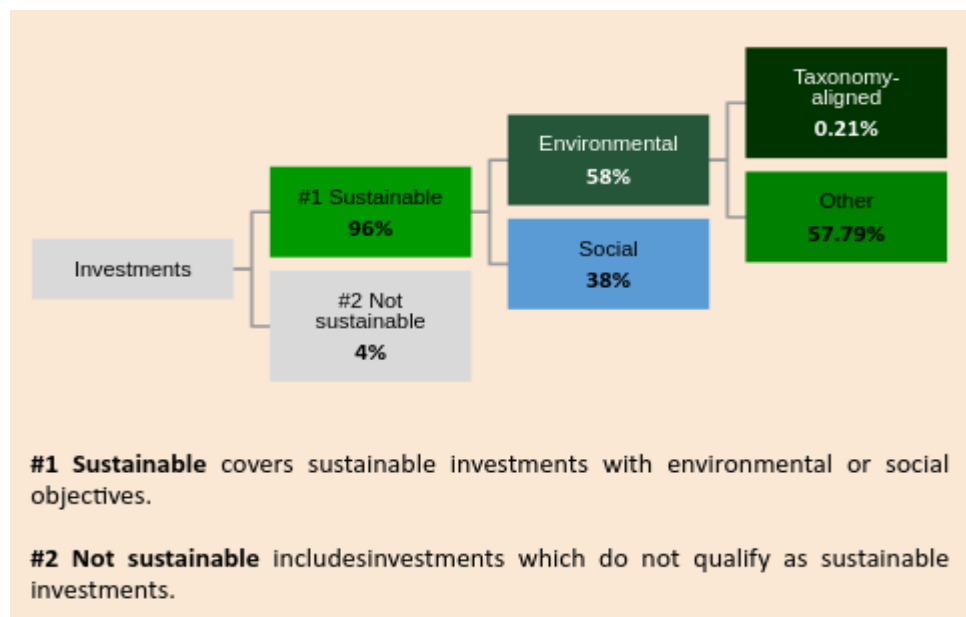 Taxonomy-
aligned
0.21%
Environmental
58%
Other
57.79%
#1 Sustainable
96%
Social
38%
Investments
#2 Not
sustainable
4%
#1 Sustainable covers sustainable investments with environmental or social
objectives.
#2 Not sustainable includesinvestments which do not qualify as sustainable
investments.